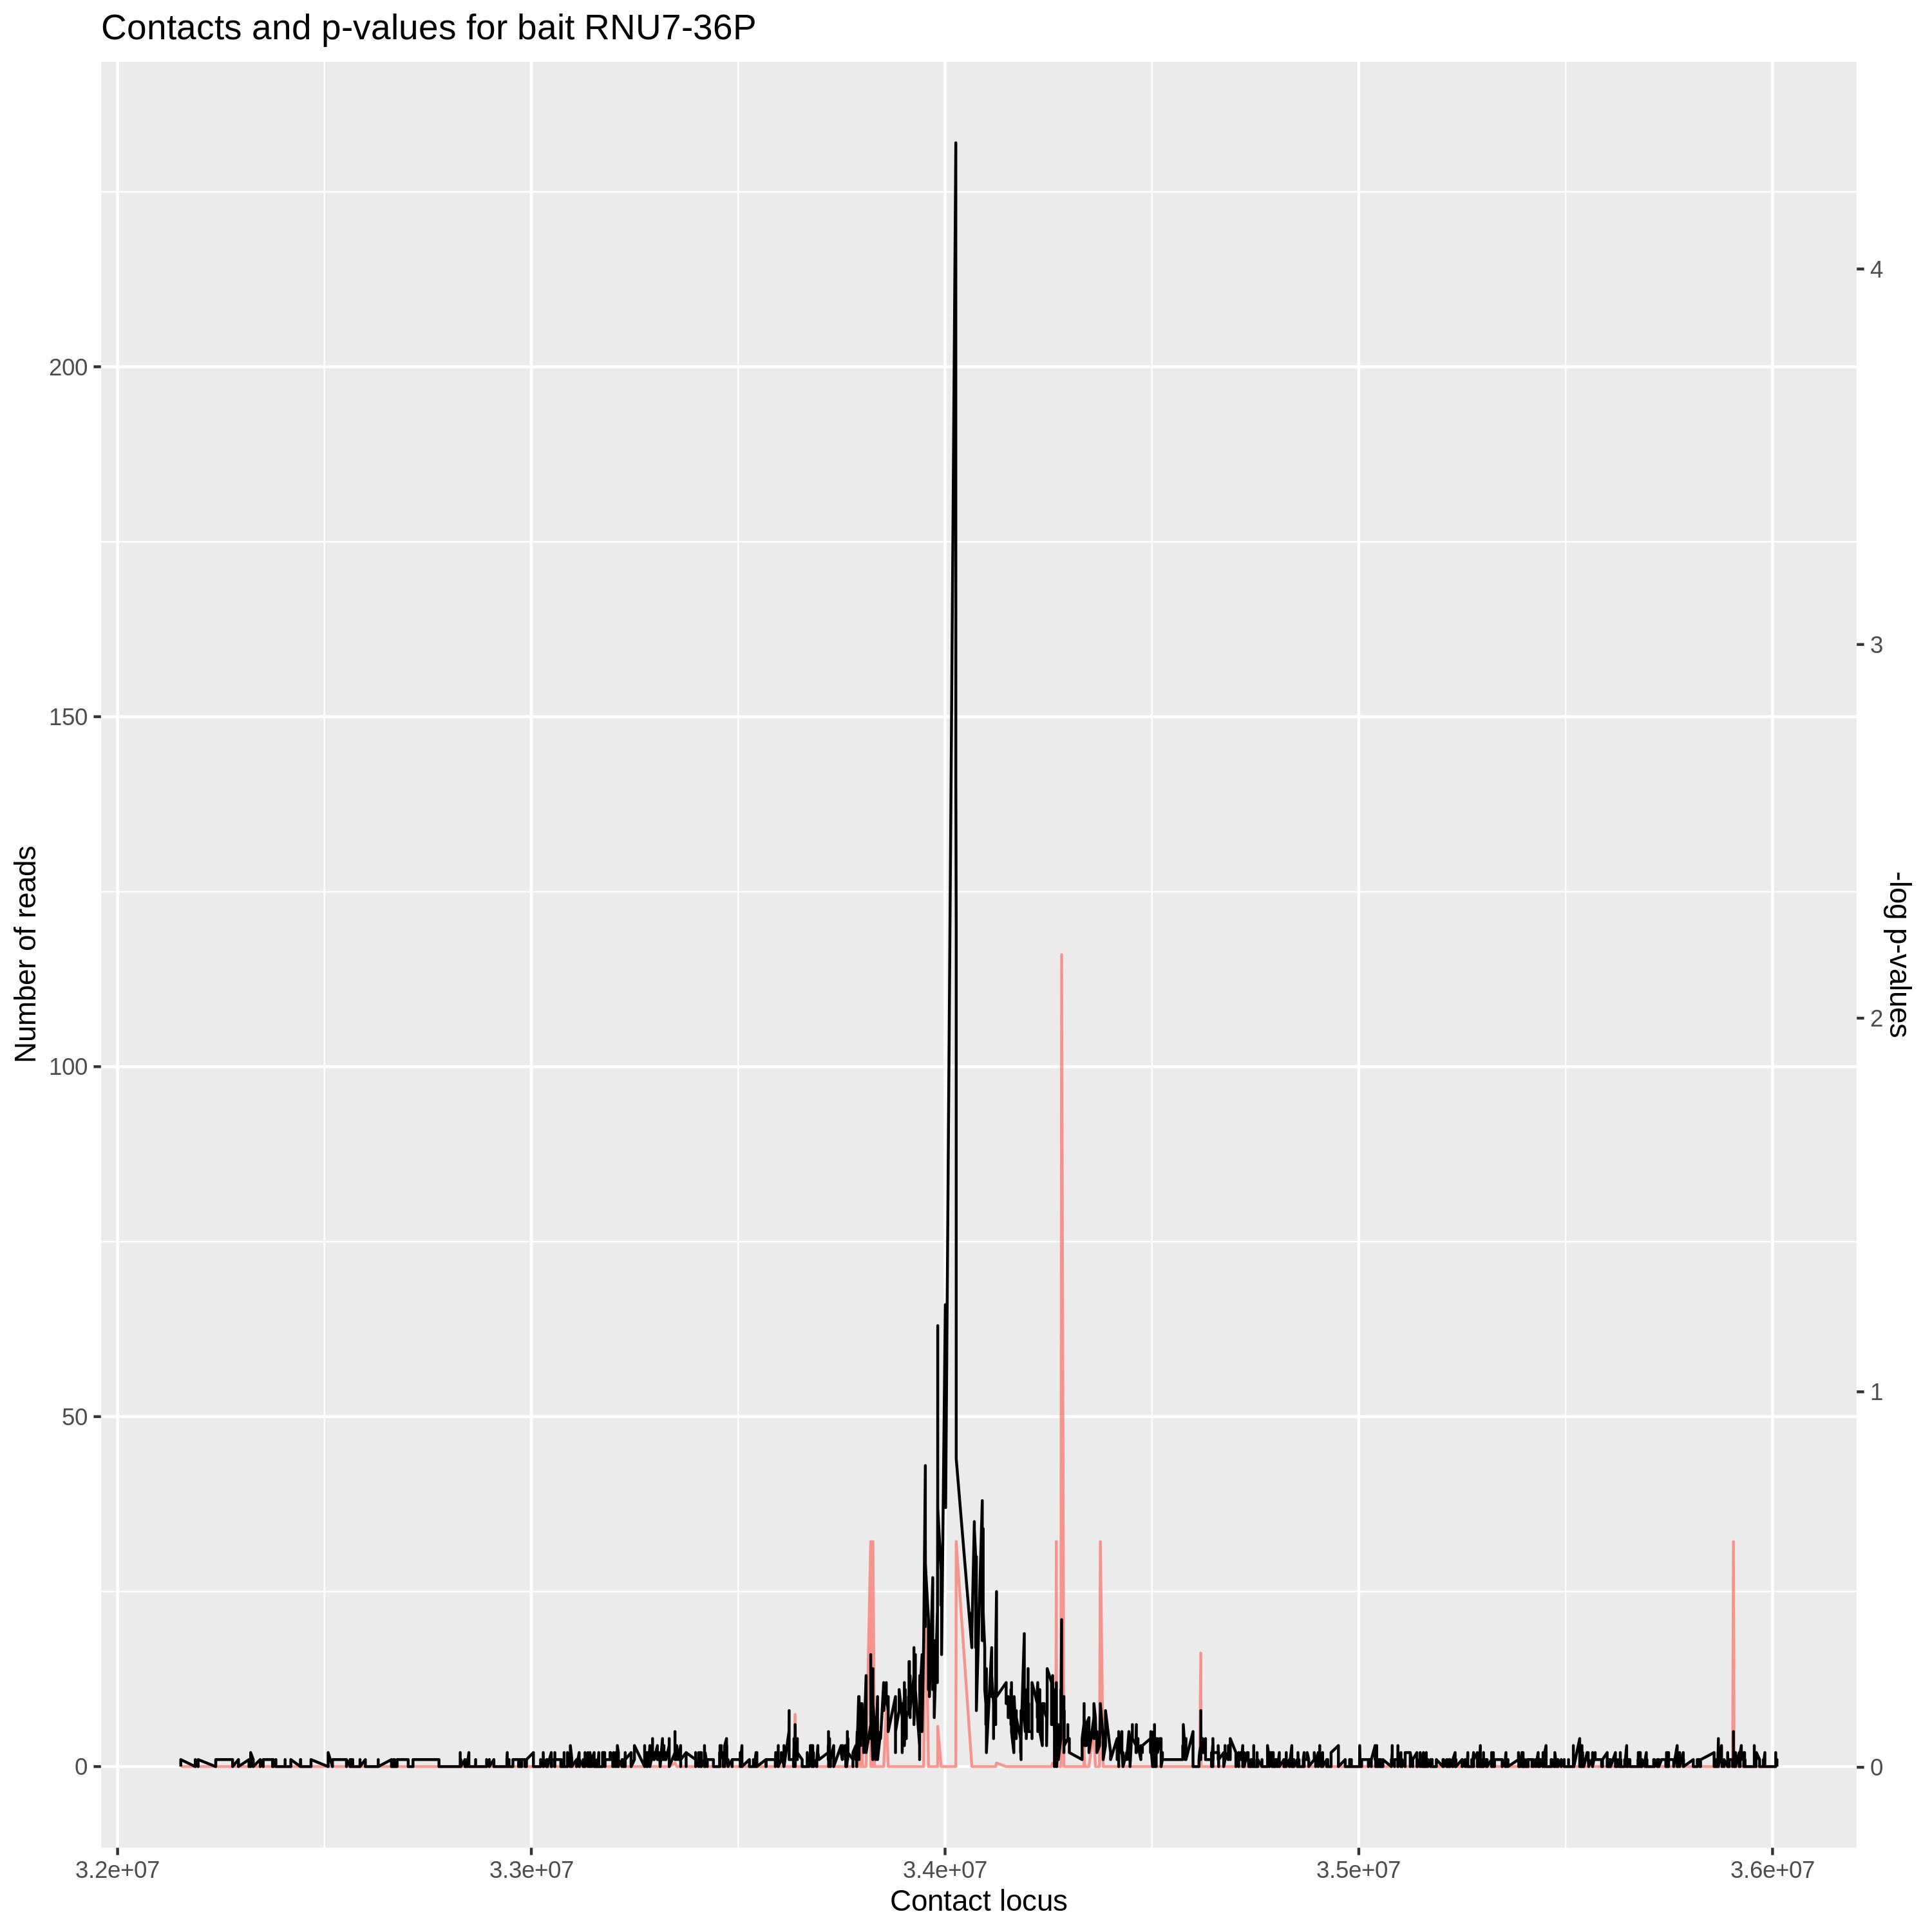 Contacts and p-values for bait RNU7-36P
Number of reads
200
150
100
50
0
4
3
2
1
0
-log p-values
3.2e+07
3.3e+07
3.4e+07
3.5e+07
3.6e+07
Contact locus